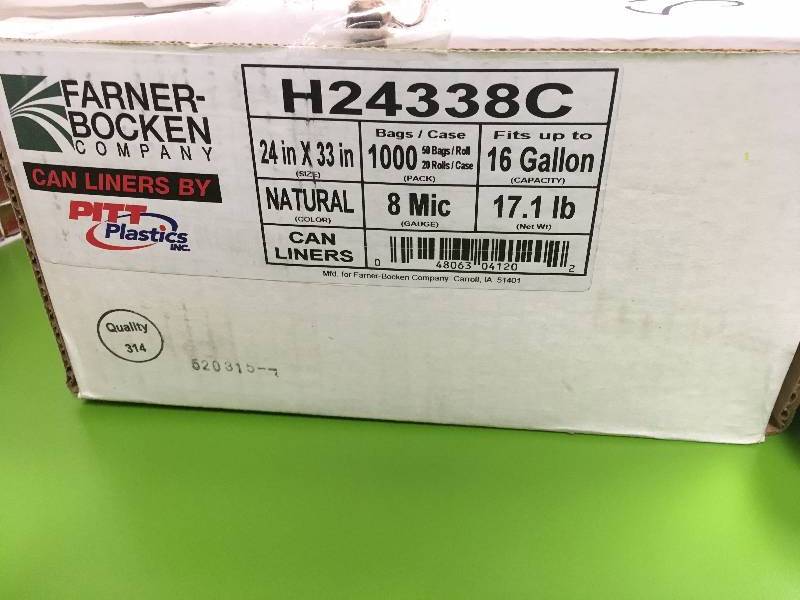 FARNER-
BOCKEN
COMPANY
CAN LINERS BY
PITT
Plastics
INC.
H24338C
24 in X 33 in
(SIZE)
Bags / Case
1000 50 Bags / Roll
20 Rolls / Case
(PACK)
Fits up to
16 Gallon
(CAPACITY)
NATURAL
(COLOR)
8 Mic
(GAUGE)
17.1 lb
(Net Wt)
CAN
LINERS
0 48063 04120 2
Mfd. for Farner-Bocken Company Carroll, IA 51401
Quality
314
520315-7